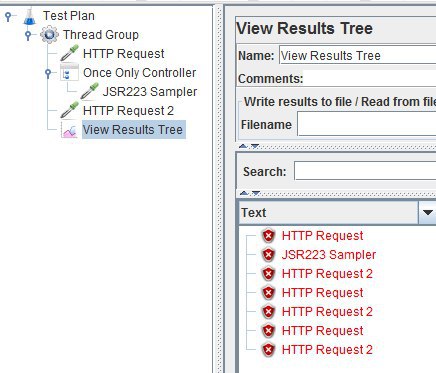 Test Plan
Thread Group
HTTP Request
Once Only Controller
JSR223 Sampler
HTTP Request 2
View Results Tree
View Results Tree
Name: View Results Tree
Comments:
Write results to file / Read from file
Filename
Search:
Text
HTTP Request
JSR223 Sampler
HTTP Request 2
HTTP Request
HTTP Request 2
HTTP Request
HTTP Request 2